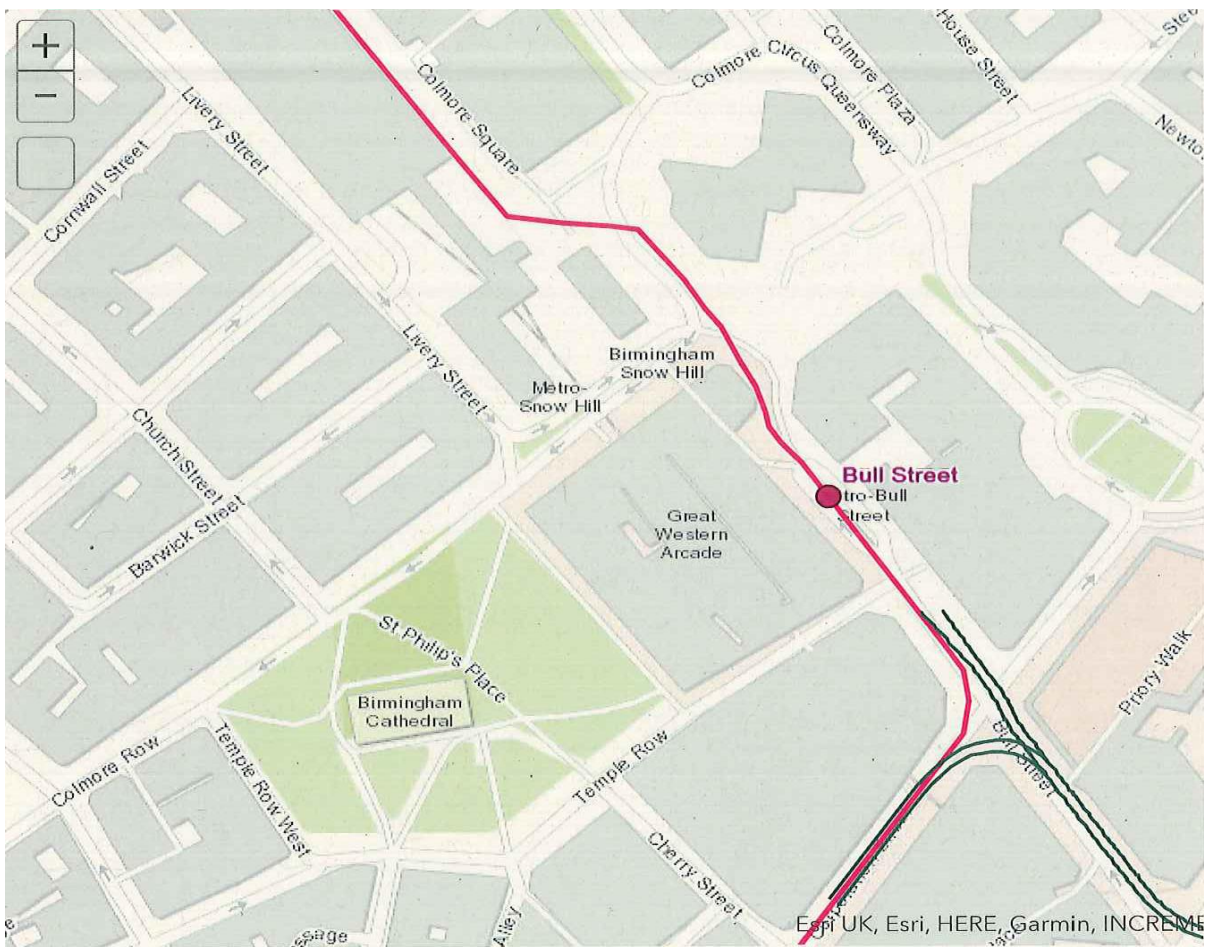 +
−
Livery Street
Cornwall Street
Colmore Square
Colmore Circus Queensway
Colmore Plaza
House Street
Livery Street
Birmingham
Snow Hill
Metro-
Snow Hill
Church Street
Barwick Street
Bull Street
tro-Bull
Street
Great
Western
Arcade
St Philip's Place
Birmingham
Cathedral
Priory Walk
Temple Row West
Colmore Row
Temple Row
Bull Street
Cherry Street
Alley
Esri UK, Esri, HERE, Garmin, INCREME